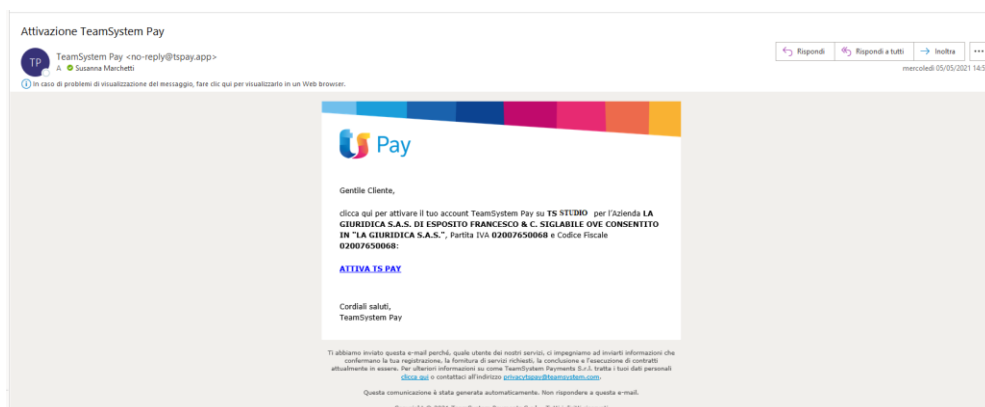 Attivazione TeamSystem Pay
TP
TeamSystem Pay <no-reply@tspay.app>
A Susanna Marchetti
Rispondi
Rispondi a tutti
Inoltra
mercoledì 05/05/2021 14:5
In caso di problemi di visualizzazione del messaggio, fare clic qui per visualizzarlo in un Web browser.
Pay
Gentile Cliente,
clicca qui per attivare il tuo account TeamSystem Pay su TS STUDIO per l'Azienda LA
GIURIDICA S.A.S. DI ESPOSITO FRANCESCO & C. SIGLABILE OVE CONSENTITO
IN "LA GIURIDICA S.A.S.", Partita IVA 02007650068 e Codice Fiscale
02007650068:
ATTIVA TS PAY
Cordiali saluti,
TeamSystem Pay
Ti abbiamo inviato questa e-mail perché, quale utente dei nostri servizi, ci impegniamo ad inviarti informazioni che
confermano la tua registrazione, la fornitura di servizi richiesti, la conclusione e l'esecuzione di contratti
attualmente in essere. Per ulteriori informazioni su come TeamSystem Payments S.r.l. tratta i tuoi dati personali
clicca qui o contattaci all'indirizzo privacytspay@teamsystem.com.
Questa comunicazione è stata generata automaticamente. Non rispondere a questa e-mail.